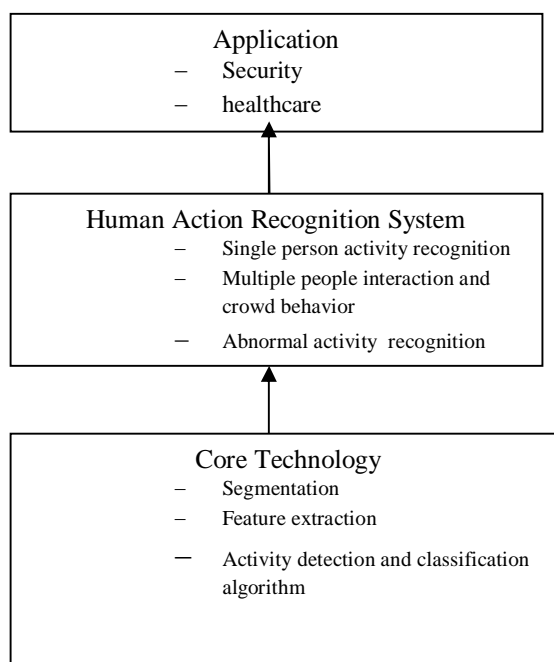 Application
– Security
– healthcare
Human Action Recognition System
– Single person activity recognition
– Multiple people interaction and
crowd behavior
– Abnormal activity recognition
Core Technology
– Segmentation
– Feature extraction
– Activity detection and classification
algorithm